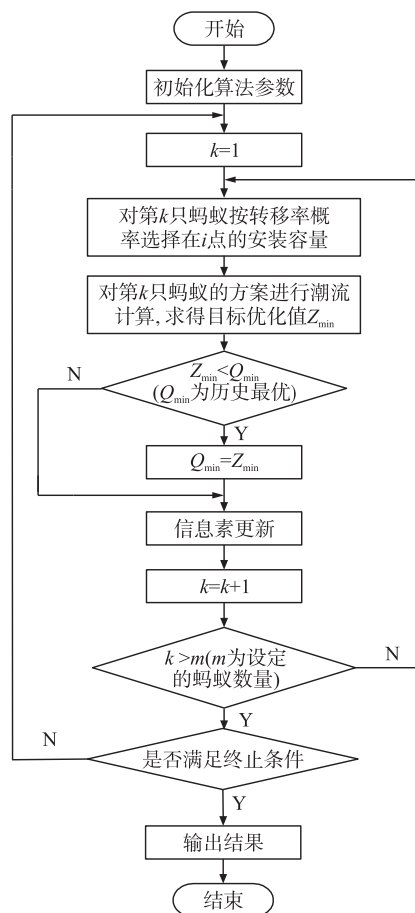 开始
初始化算法参数
k=1
对第k只蚂蚁按转移率概
率选择在i点的安装容量
对第k只蚂蚁的方案进行潮流
计算, 求得目标优化值Zmin
N
Zmin<Qmin
(Qmin为历史最优)
Y
Qmin=Zmin
信息素更新
k=k+1
k>m(m为设定
的蚂蚁数量)
N
Y
N
是否满足终止条件
Y
输出结果
结束